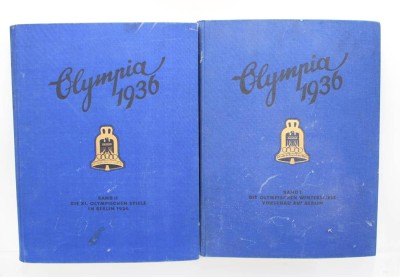 Olympia
1936
BAND II
DIE XI. OLYMPISCHEN SPIELE
IN BERLIN 1936
Olympia
1936
BAND I
DIE OLYMPISCHEN WINTERSPIELE
VORSCHAU AUF BERLIN